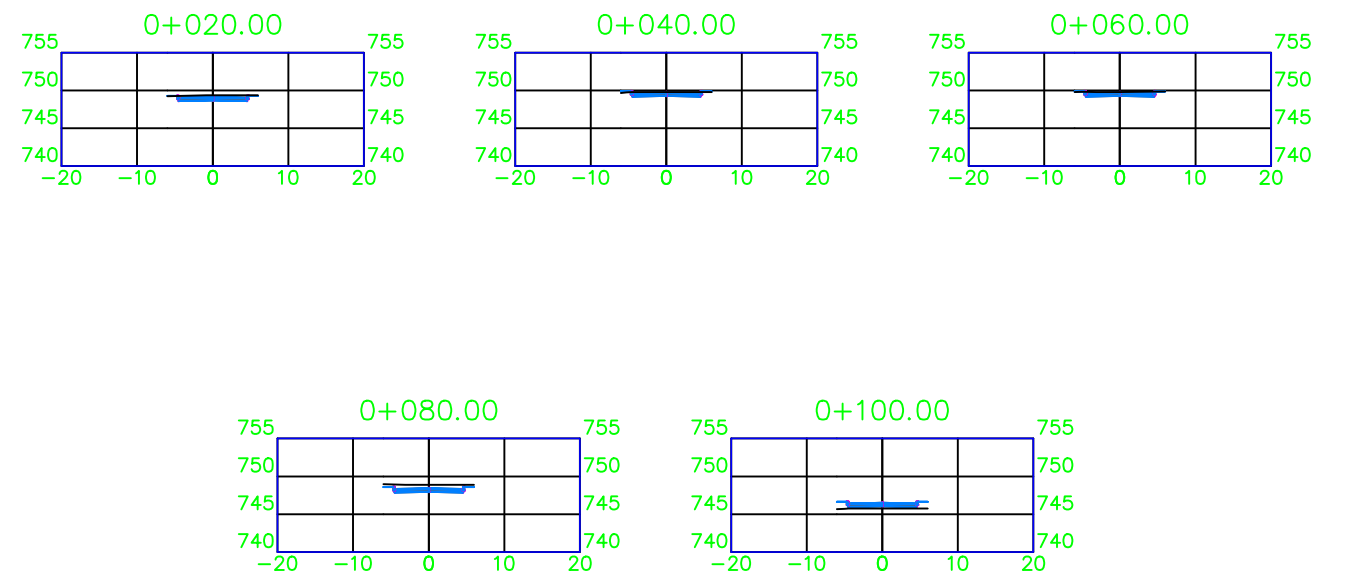 0+020.00 0+040.00 0+060.00
755 755 755 755 755 755
750 750 750 750 750 750
745 745 745 745 745 745
740 740 740 740 740 740
−20 −10 0 10 20 −20 −10 0 10 20 −20 −10 0 10 20
0+080.00 0+100.00
755 755 755 755
750 750 750 750
745 745 745 745
740 740 740 740
−20 −10 0 10 20 −20 −10 0 10 20